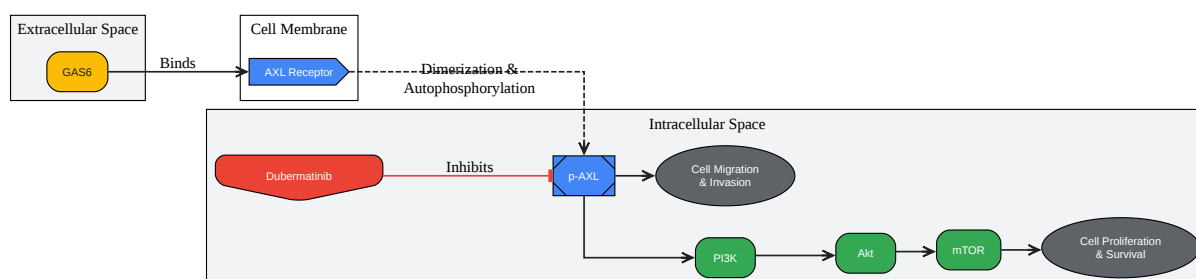 Extracellular Space
Cell Membrane
GAS6
Binds
AXL Receptor
Dimerization &
Autophosphorylation
Intracellular Space
Dubermatinib
Inhibits
p-AXL
Cell Migration
& Invasion
PI3K
Akt
mTOR
Cell Proliferation
& Survival